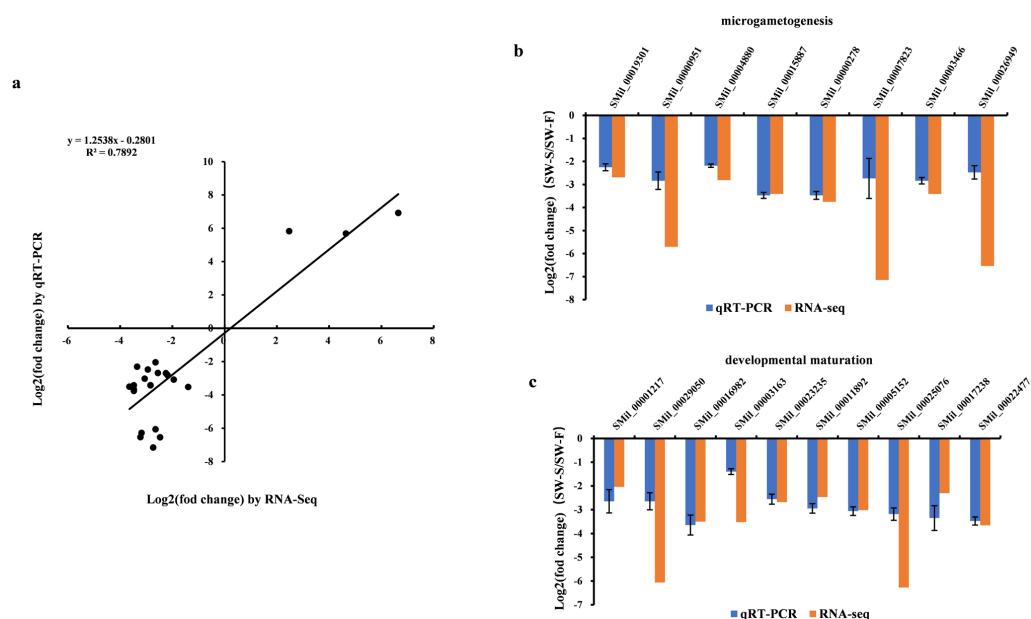 a
y = 1.2538x - 0.2801
R² = 0.7892
10
8
6
4
2
0
-2
-4
-6
-8
-6
-4
-2
0
2
4
6
8
Log2(fod change) by qRT-PCR
Log2(fod change) by RNA-Seq
microgametogenesis
b
SMil_00019301
SMil_00000951
SMil_00004880
SMil_00015887
SMil_00000278
SMil_00007823
SMil_00003466
SMil_00026949
0
-1
-2
-3
-4
-5
-6
-7
-8
Log2(fod change) (SW-S/SW-F)
qRT-PCR
RNA-seq
developmental maturation
c
SMil_00001217
SMil_00029050
SMil_00016982
SMil_00003163
SMil_00023235
SMil_00011892
SMil_00005152
SMil_00025076
SMil_00017238
SMil_00022477
0
-1
-2
-3
-4
-5
-6
-7
Log2(fod change) (SW-S/SW-F)
qRT-PCR
RNA-seq